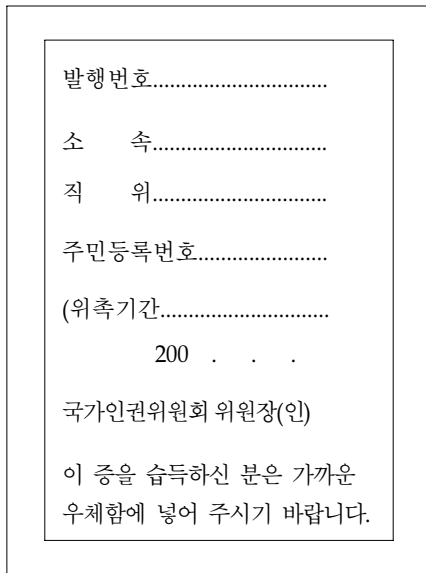 발행번호...............................
소      속...............................
직      위...............................
주민등록번호.......................
(위촉기간..............................
200   .    .    .
국가인권위원회 위원장(인)
이 증을 습득하신 분은 가까운
우체함에 넣어 주시기 바랍니다.